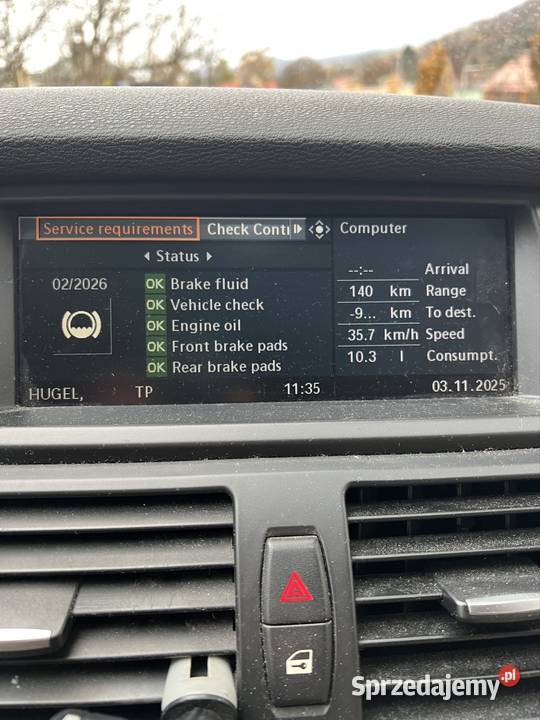 Service requirements Check Conti
Status
02/2026
OK Brake fluid
OK Vehicle check
OK Engine oil
OK Front brake pads
OK Rear brake pads
Computer
--:-- Arrival
140 km Range
-9... km To dest.
35.7 km/h Speed
10.3 l Consumpt.
HUGEL, TP 11:35 03.11.2025
Sprzedajemy.pl